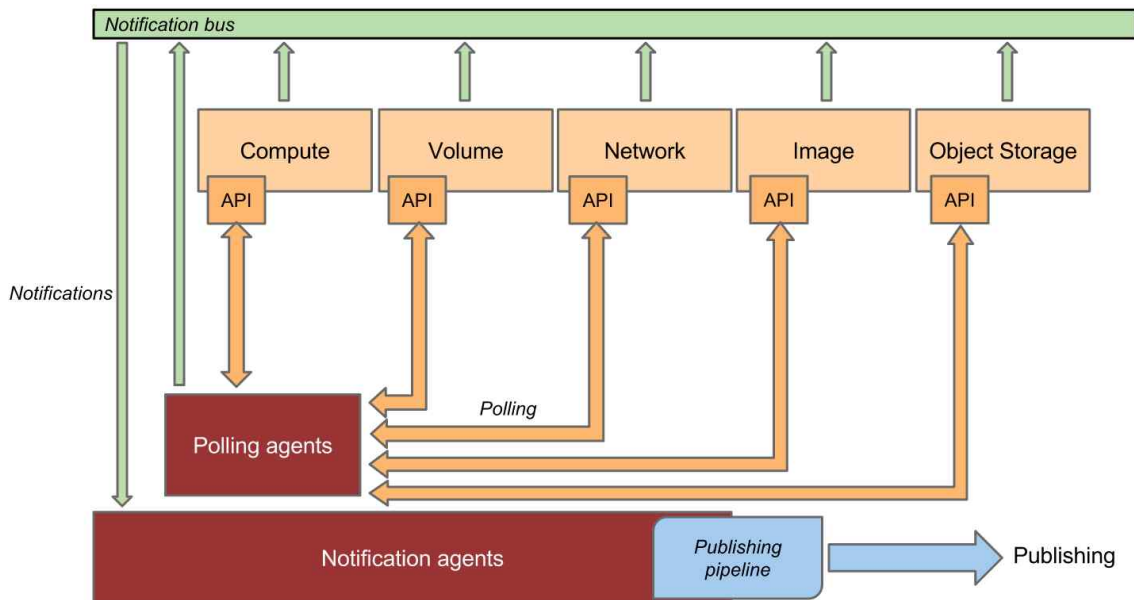 Notification bus
Compute
Volume
Network
Image
Object Storage
API
API
API
API
API
Notifications
Polling
Polling agents
Notification agents
Publishing
pipeline
Publishing